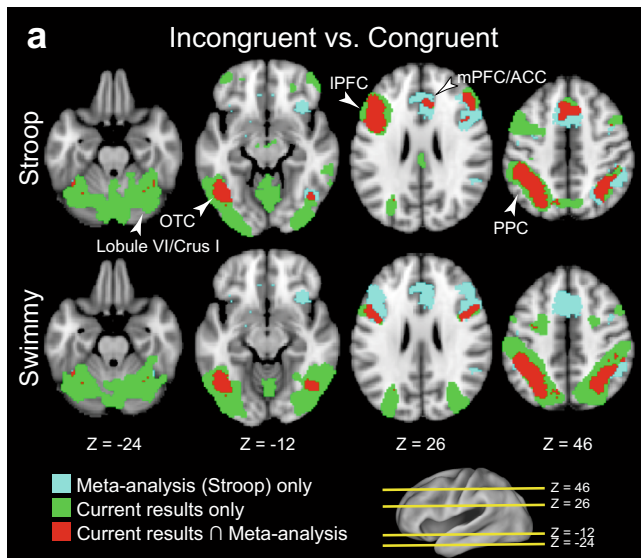 a
Incongruent vs. Congruent
Stroop
lPFC
mPFC/ACC
OTC
Lobule VI/Crus I
PPC
Swimmy
Z = -24
Z = -12
Z = 26
Z = 46
Meta-analysis (Stroop) only
Current results only
Current results ∩ Meta-analysis
Z = 46
Z = 26
Z = -12
Z = -24